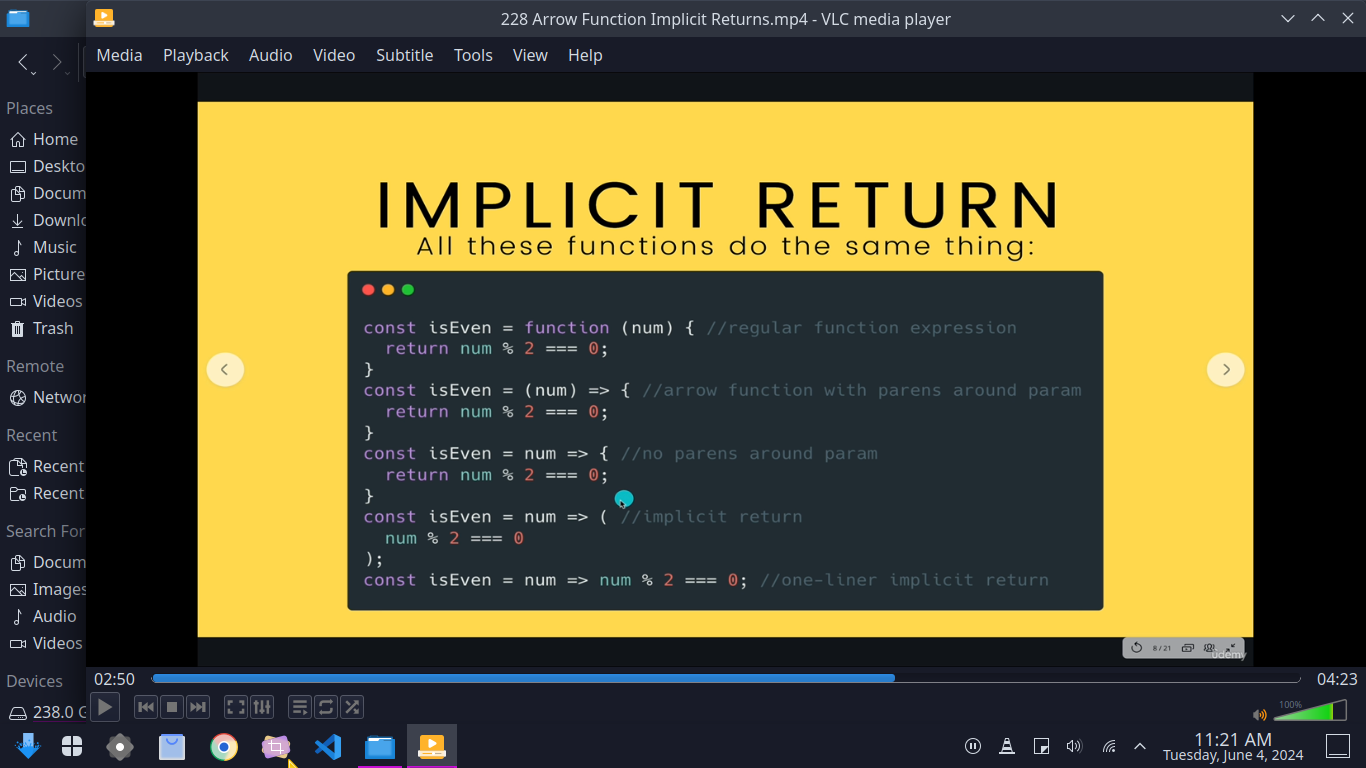 228 Arrow Function Implicit Returns.mp4 - VLC media player
Media Playback Audio Video Subtitle Tools View Help
Places
Home
Deskto
Docum
Downlo
Music
Picture
Videos
Trash
Remote
Networ
Recent
Recent
Recent
Search For
Docum
Images
Audio
Videos
Devices
238.0 G
IMPLICIT RETURN
All these functions do the same thing:
const isEven = function (num) { //regular function expression
return num % 2 === 0;
}
const isEven = (num) => { //arrow function with parens around param
return num % 2 === 0;
}
const isEven = num => { //no parens around param
return num % 2 === 0;
}
const isEven = num => ( //implicit return
num % 2 === 0
);
const isEven = num => num % 2 === 0; //one-liner implicit return
8/21
udemy
02:50
04:23
100%
11:21 AM
Tuesday, June 4, 2024